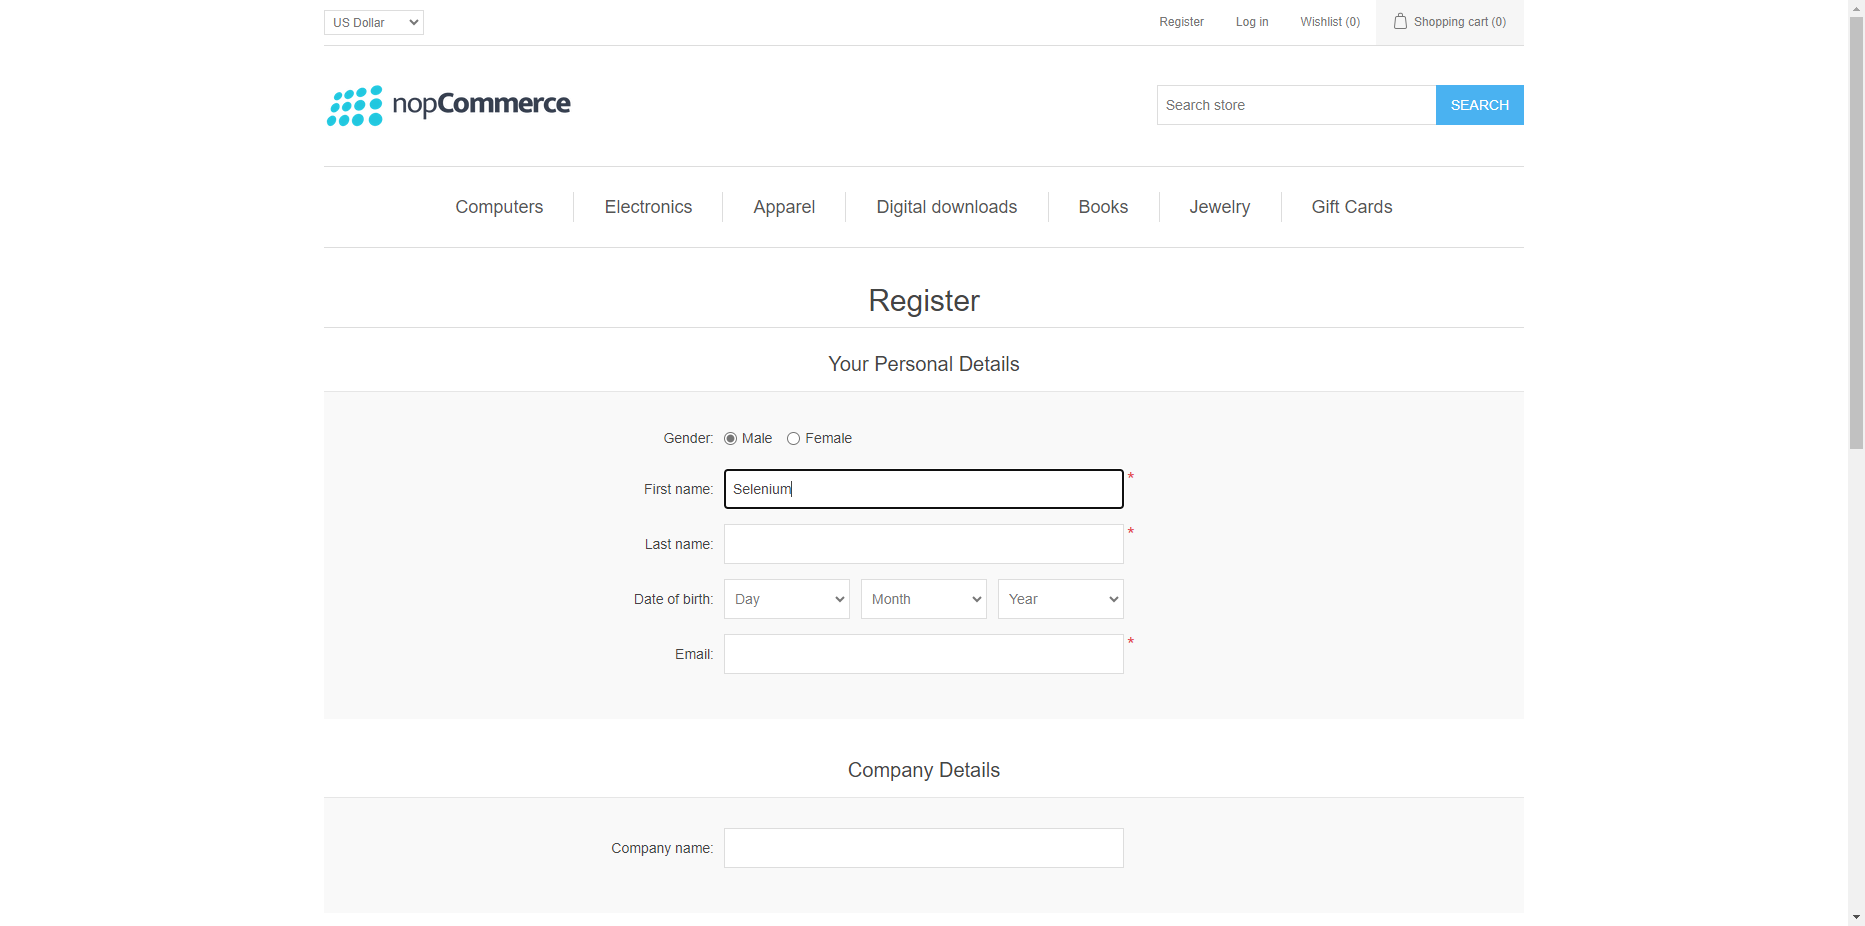 US Dollar Register Log in Wishlist (0) Shopping cart (0)
nopCommerce Search store SEARCH
Computers Electronics Apparel Digital downloads Books Jewelry Gift Cards
Register
Your Personal Details
Gender: Male Female
First name: Selenium *
Last name: *
Date of birth: Day Month Year
Email: *
Company Details
Company name: